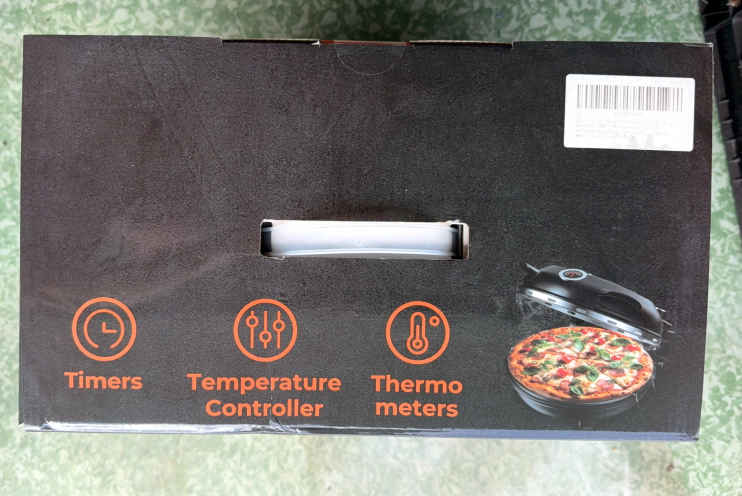 Timers
Temperature
Controller
Thermo
meters